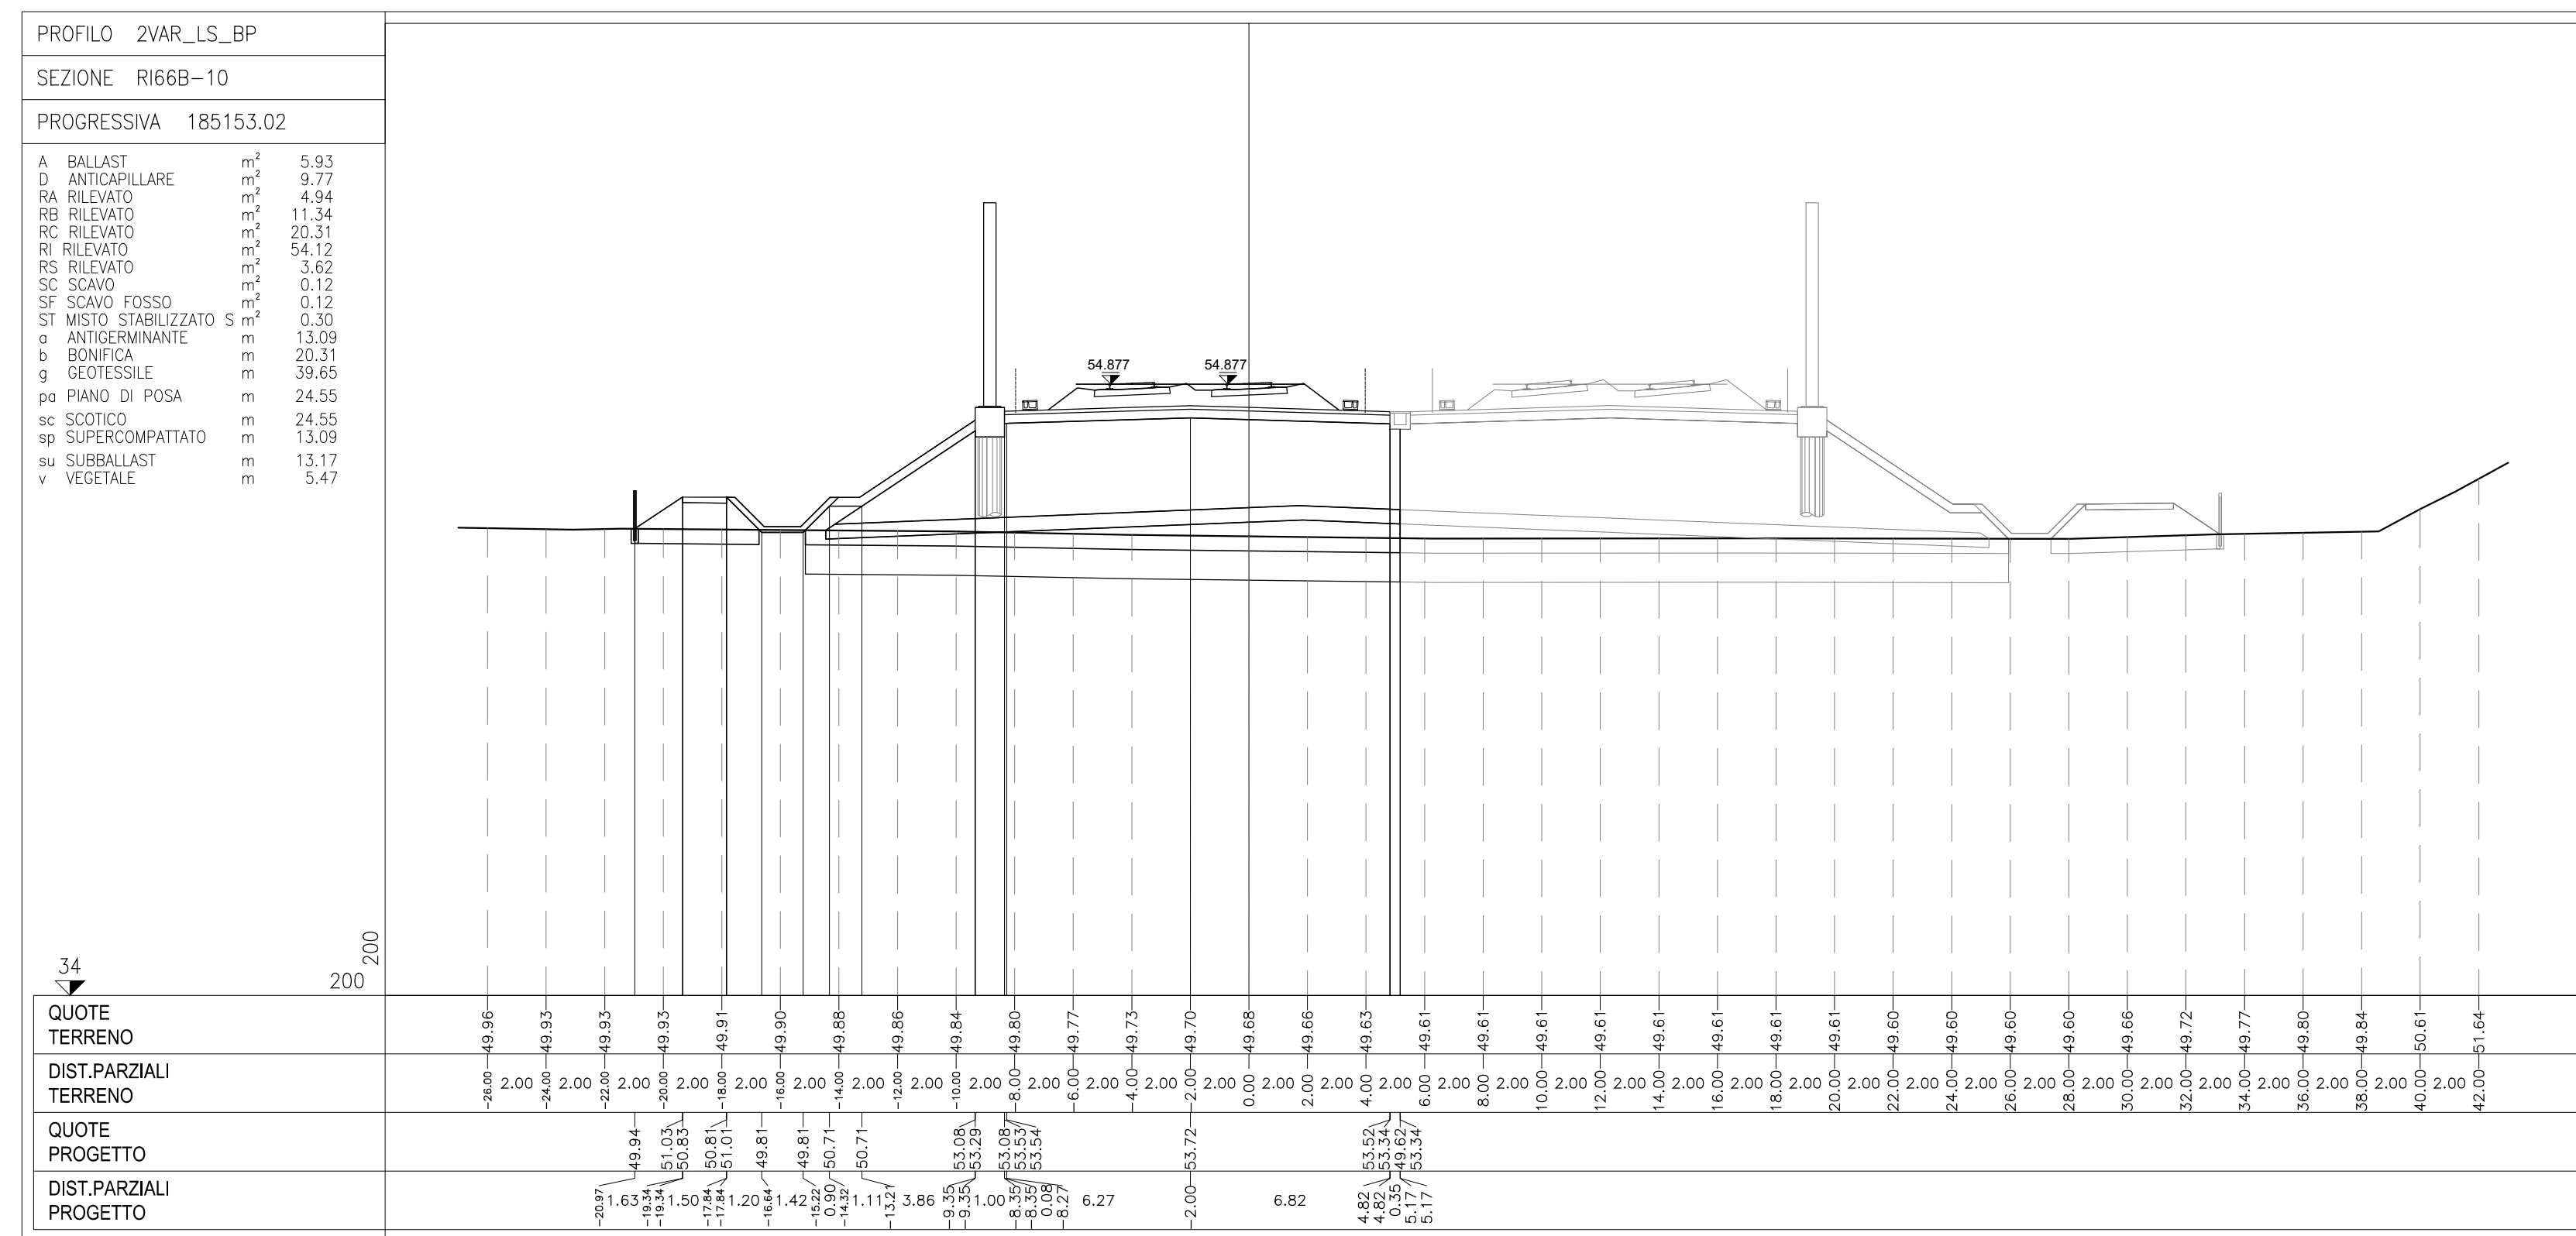 PROFILO 2VAR_LS_BP
SEZIONE RI66B-10
PROGRESSIVA 185153.02
A BALLAST m² 5.93
D ANTICAPILLARE m² 9.77
RA RILEVATO m² 4.94
RB RILEVATO m² 11.34
RC RILEVATO m² 20.31
RI RILEVATO m² 54.12
RS RILEVATO m² 3.62
SC SCAVO m² 0.12
SF SCAVO FOSSO m² 0.12
ST MISTO STABILIZZATO S m² 0.30
a ANTIGERMINANTE m 13.09
b BONIFICA m 20.31
g GEOTESSILE m 39.65
pa PIANO DI POSA m 24.55
sc SCOTICO m 24.55
sp SUPERCOMPATTATO m 13.09
su SUBBALLAST m 13.17
v VEGETALE m 5.47
54.877 54.877
34 200 200
QUOTE TERRENO
49.96 49.93 49.93 49.93 49.91 49.90 49.88 49.86 49.84 49.80 49.77 49.73 49.70 49.68 49.66 49.63 49.61 49.61 49.61 49.61 49.61 49.61 49.61 49.61 49.60 49.60 49.60 49.60 49.66 49.72 49.77 49.80 49.84 50.61 51.64
DIST.PARZIALI TERRENO
-26.00 2.00 -24.00 2.00 -22.00 2.00 -20.00 2.00 -18.00 2.00 -16.00 2.00 -14.00 2.00 -12.00 2.00 -10.00 2.00 -8.00 2.00 -6.00 2.00 -4.00 2.00 -2.00 2.00 0.00 2.00 2.00 2.00 4.00 2.00 6.00 2.00 8.00 2.00 10.00 2.00 12.00 2.00 14.00 2.00 16.00 2.00 18.00 2.00 20.00 2.00 22.00 2.00 24.00 2.00 26.00 2.00 28.00 2.00 30.00 2.00 32.00 2.00 34.00 2.00 36.00 2.00 38.00 2.00 40.00 2.00 42.00
QUOTE PROGETTO
49.94 51.03 50.83 50.81 51.01 49.81 49.81 50.71 50.71 53.08 53.29 53.08 53.53 53.54 53.72 53.52 53.34 49.62 53.34
DIST.PARZIALI PROGETTO
-20.97 1.63 -19.34 -19.34 1.50 -17.84 -17.84 1.20 -16.64 1.42 -15.22 0.90 -14.32 1.11 -13.21 3.86 -9.35 -9.35 1.00 -8.35 -8.35 0.08 -8.27 6.27 -2.00 6.82 4.82 4.82 0.35 5.17 5.17